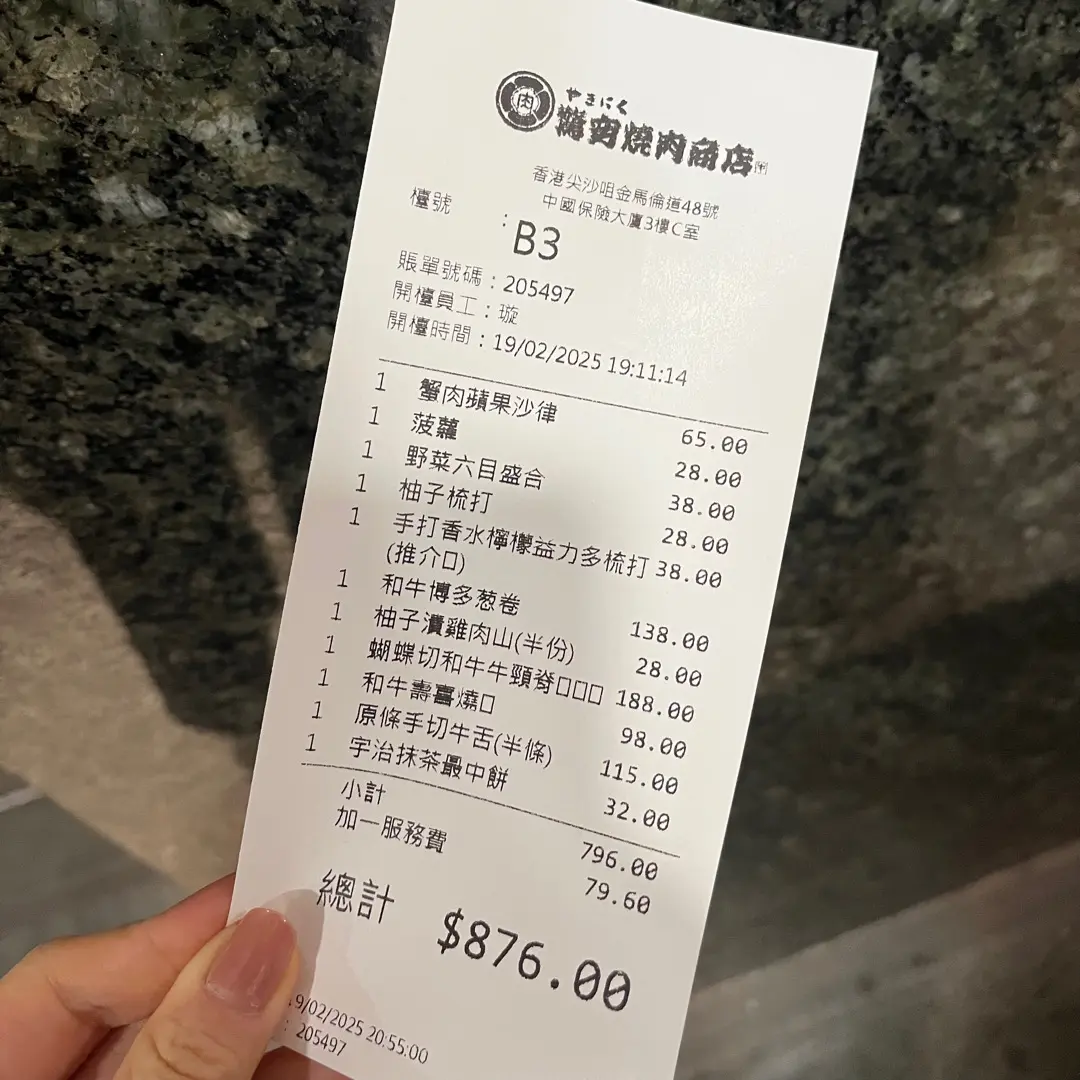 肉
やまにく
燒肉商店
香港尖沙咀金馬倫道48號
中國保險大廈3樓C室
檯號 : B3
賬單號碼 : 205497
開檯員工 : 璇
開檯時間 : 19/02/2025 19:11:14
1 蟹肉蘋果沙律 65.00
1 菠蘿 28.00
1 野菜六目盛合 38.00
1 柚子梳打 28.00
1 手打香水檸檬益力多梳打 38.00
(推介口)
1 和牛博多葱卷 138.00
1 柚子漬雞肉山(半份) 28.00
1 蝴蝶切和牛牛頸脊口口口 188.00
1 和牛壽喜燒口 98.00
1 原條手切牛舌(半條) 115.00
1 宇治抹茶最中餅 32.00
小計 796.00
加一服務費 79.60
總計 $876.00
9/02/2025 20:55:00
: 205497